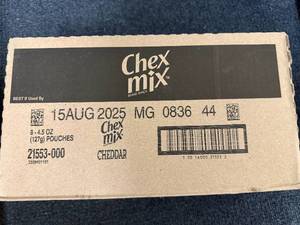 Chex
mix
BEST If Used By
15AUG 2025 MG 0836 44
8 - 4.5 OZ
(127g) POUCHES
Chex
mix
21553-000
CHEDDAR